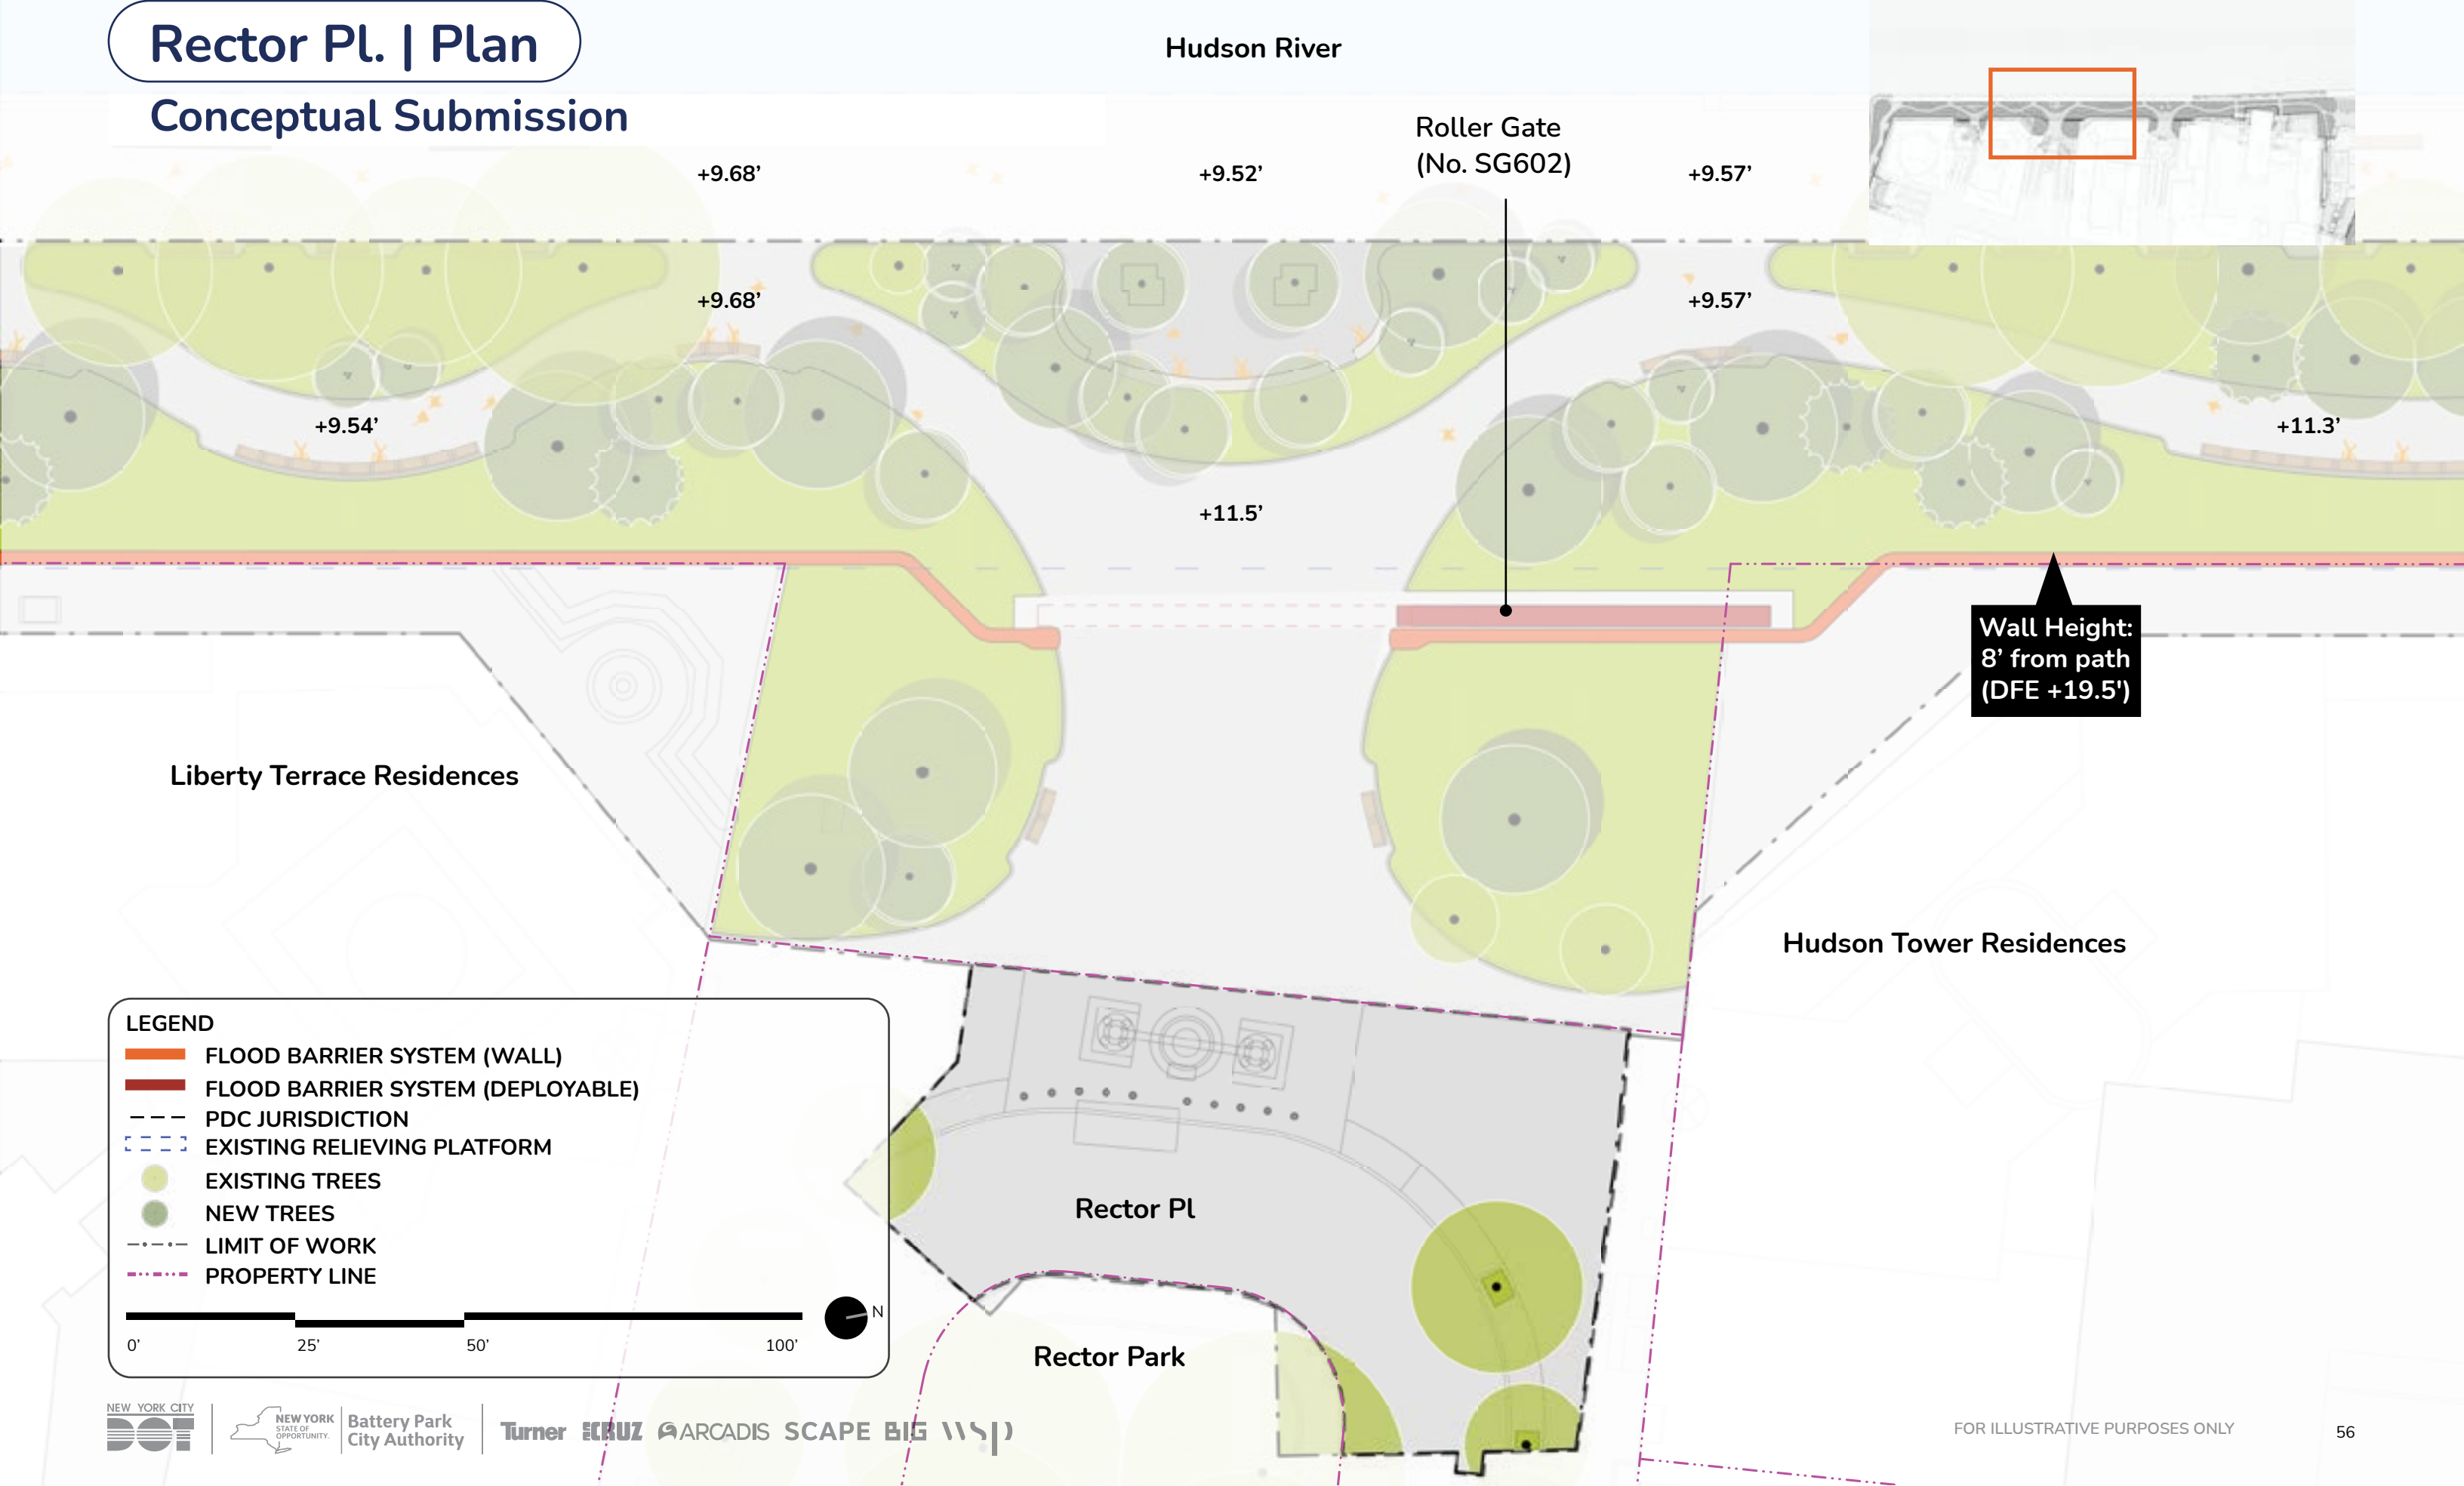 Rector Pl. | Plan
Conceptual Submission
Hudson River
Roller Gate
(No. SG602)
+9.68’
+9.52’
+9.57’
+9.68’
+9.57’
+9.54’
+11.3’
+11.5’
Wall Height:
8’ from path
(DFE +19.5')
Liberty Terrace Residences
Hudson Tower Residences
LEGEND
FLOOD BARRIER SYSTEM (WALL)
FLOOD BARRIER SYSTEM (DEPLOYABLE)
PDC JURISDICTION
EXISTING RELIEVING PLATFORM
EXISTING TREES
NEW TREES
LIMIT OF WORK
PROPERTY LINE
N
0’ 25’ 50’ 100’
Rector Pl
Rector Park
NEW YORK CITY
DOT
NEW YORK
STATE OF
OPPORTUNITY.
Battery Park
City Authority
Turner
CRUZ
ARCADIS
SCAPE
BIG
wsp
FOR ILLUSTRATIVE PURPOSES ONLY
56